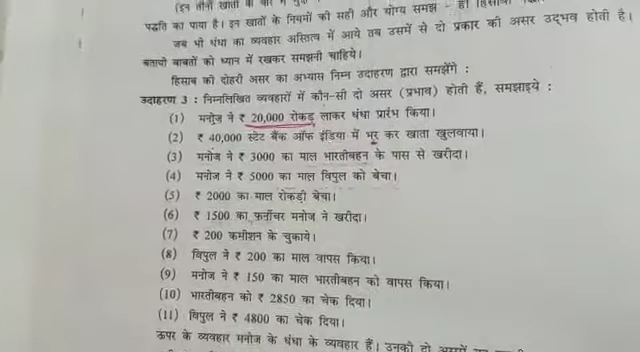 (इन तीनों खातों के बारे में
पद्धति का पाया है। इन खातों के नियमों की सही और योग्य समझ -
जब भी धंधा का व्यवहार अस्तित्व में आये तब उसमें से दो प्रकार की असर उद्भव होती है।
बतायी बाबतों को ध्यान में रखकर समझनी चाहिये।
हिसाब की दोहरी असर का अभ्यास निम्न उदाहरण द्वारा समझेंगे :
उदाहरण 3 : निम्नलिखित व्यवहारों में कौन-सी दो असर (प्रभाव) होती हैं, समझाइये :
(1) मनोज ने ₹ 20,000 रोकड़ लाकर धंधा प्रारंभ किया।
(2) ₹ 40,000 स्टेट बैंक ऑफ इंडिया में भर कर खाता खुलवाया।
(3) मनोज ने ₹ 3000 का माल भारतीबहन के पास से खरीदा।
(4) मनोज ने ₹ 5000 का माल विपुल को बेचा।
(5) ₹ 2000 का माल रोकड़ी बेचा।
(6) ₹ 1500 का फर्नीचर मनोज ने खरीदा।
(7) ₹ 200 कमीशन के चुकाये।
(8) विपुल ने ₹ 200 का माल वापस किया।
(9) मनोज ने ₹ 150 का माल भारतीबहन को वापस किया।
(10) भारतीबहन को ₹ 2850 का चेक दिया।
(11) विपुल ने ₹ 4800 का चेक दिया।
ऊपर के व्यवहार मनोज के धंधा के व्यवहार हैं। उनकी दो